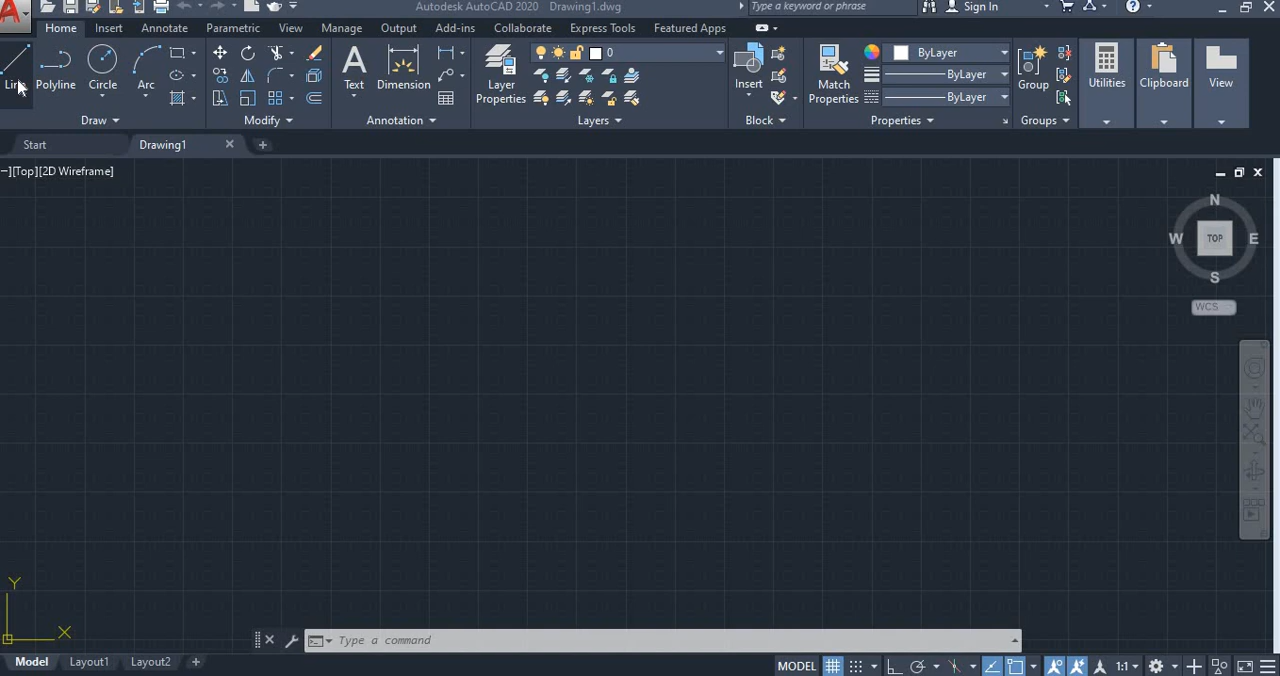 Autodesk AutoCAD 2020 Drawing1.dwg Type a keyword or phrase Sign In
Home Insert Annotate Parametric View Manage Output Add-ins Collaborate Express Tools Featured Apps
0 ByLayer
ByLayer
Polyline Circle Arc Text Dimension Layer Properties Insert Match Properties Group Utilities Clipboard View
ByLayer
Draw Modify Annotation Layers Block Properties Groups
Start Drawing1
][Top][2D Wireframe]
N
W TOP E
S
WCS
Y
X
Type a command
Model Layout1 Layout2 MODEL 1:1